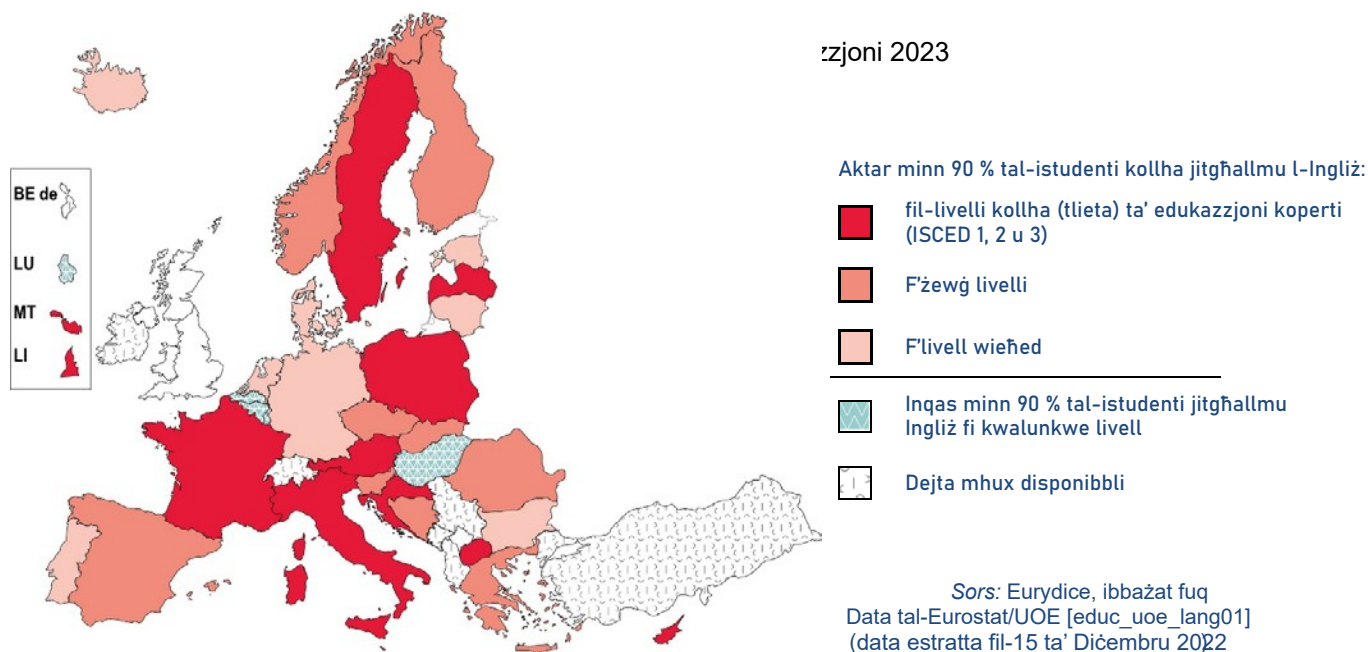 zzjoni 2023
BE de
LU
MT
LI
Aktar minn 90 % tal-istudenti kollha jitgħallmu l-Ingliż:
fil-livelli kollha (tlieta) ta’ edukazzjoni koperti
(ISCED 1, 2 u 3)
F’żewġ livelli
F’livell wieħed
Inqas minn 90 % tal-istudenti jitgħallmu
Ingliż fi kwalunkwe livell
Dejta mhux disponibbli
Sors: Eurydice, ibbażat fuq
Data tal-Eurostat/UOE [educ_uoe_lang01]
(data estratta fil-15 ta’ Diċembru 2022